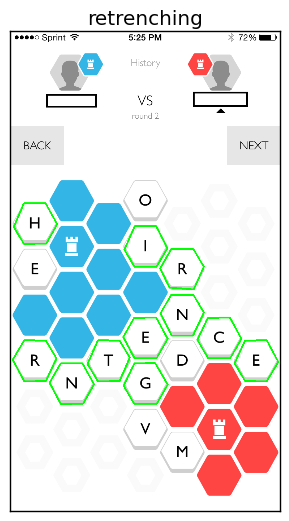 retrenching
Sprint 5:25 PM 72%
History
VS
round 2
BACK NEXT
O
H
I
E R
N
E C
R T D E
N G
V
M